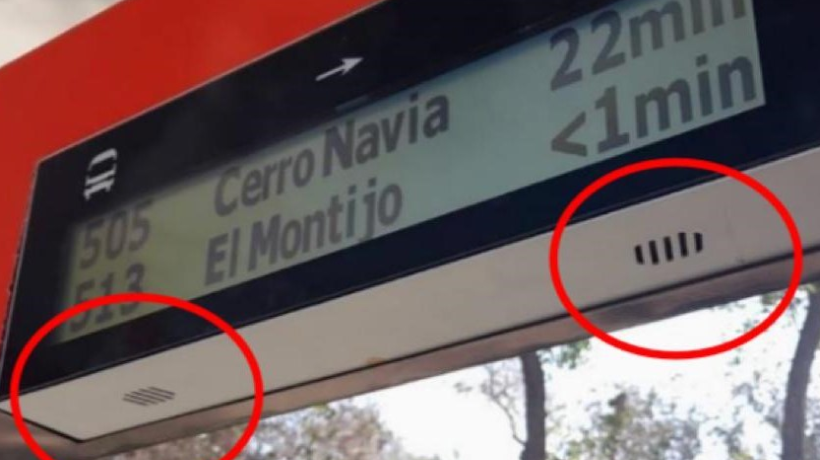 505 Cerro Navia 22min
513 El Montijo <1min